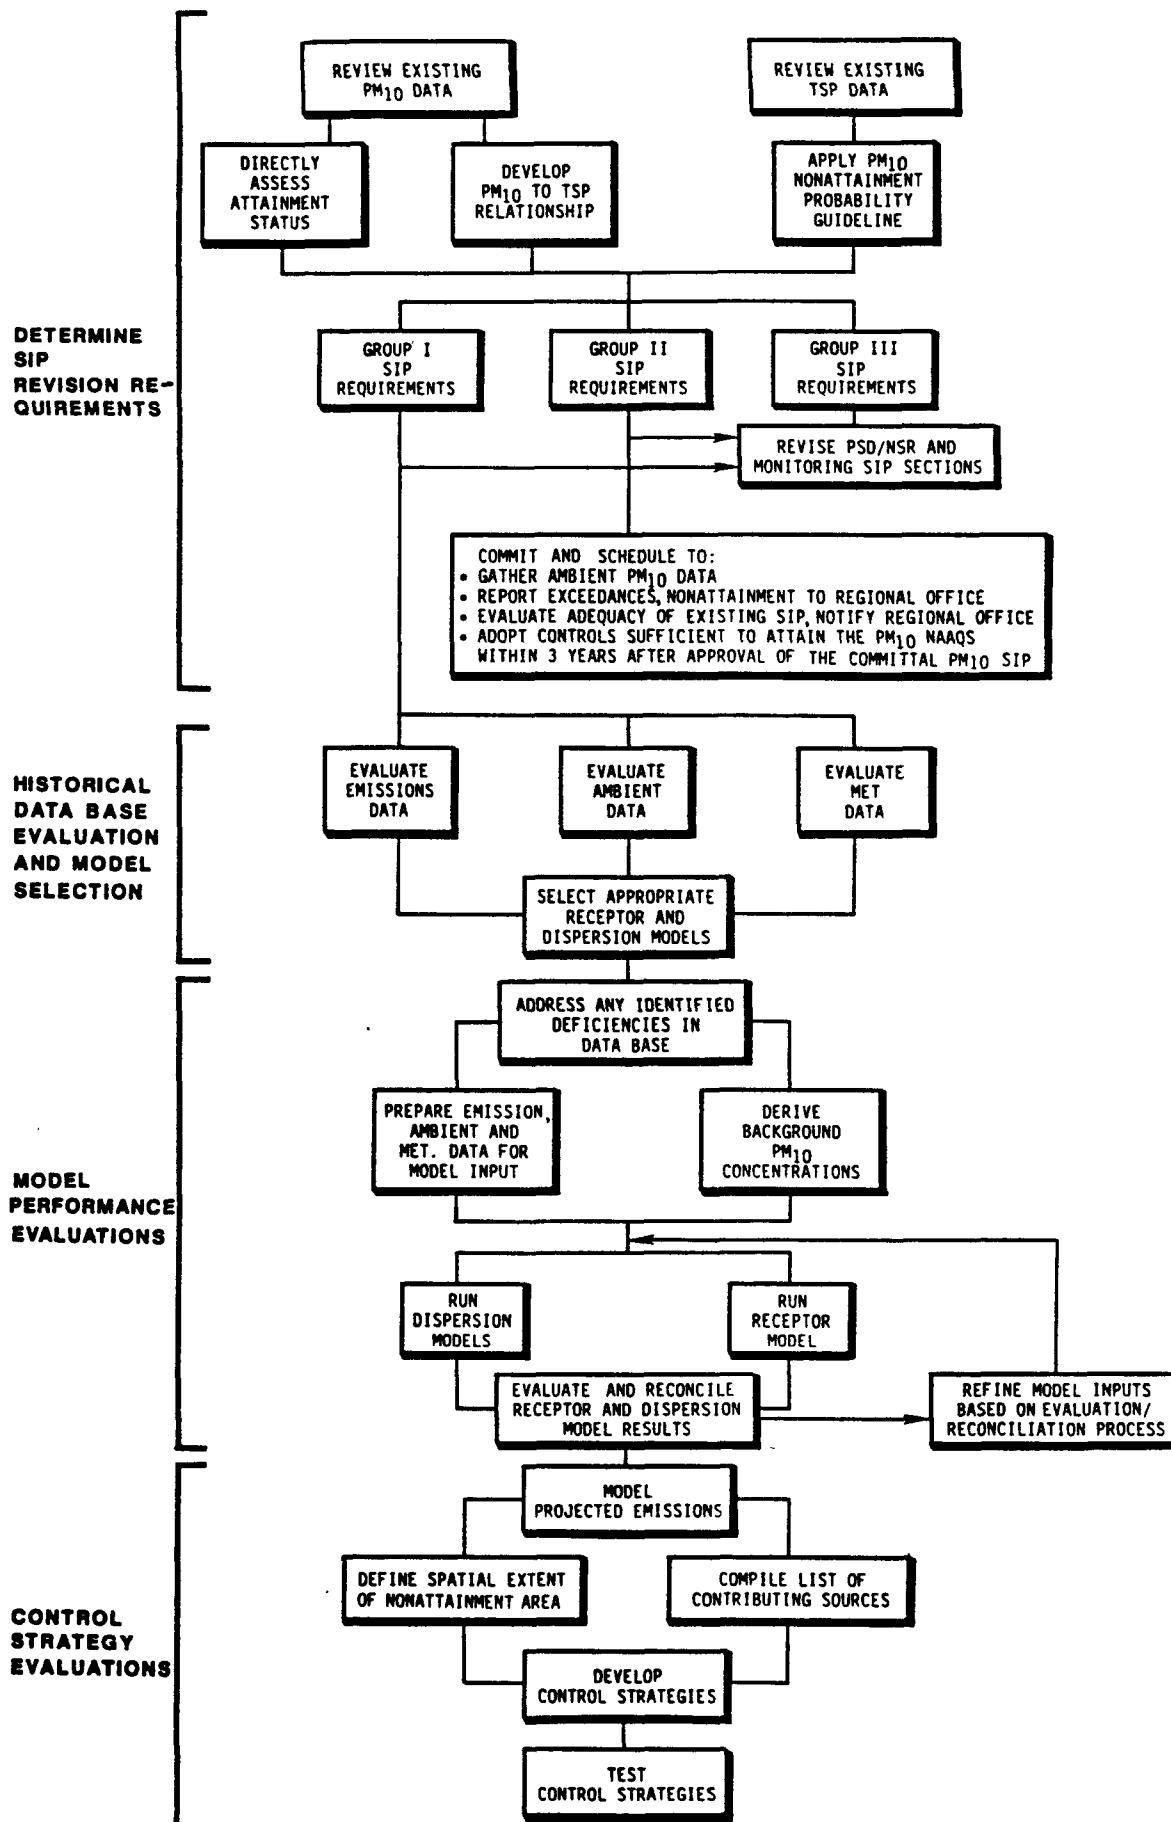 REVIEW EXISTING
PM10 DATA
REVIEW EXISTING
TSP DATA
DIRECTLY
ASSESS
ATTAINMENT
STATUS
DEVELOP
PM10 TO TSP
RELATIONSHIP
APPLY PM10
NONATTAINMENT
PROBABILITY
GUIDELINE
DETERMINE
SIP
REVISION RE-
QUIREMENTS
GROUP I
SIP
REQUIREMENTS
GROUP II
SIP
REQUIREMENTS
GROUP III
SIP
REQUIREMENTS
REVISE PSD/NSR AND
MONITORING SIP SECTIONS
COMMIT AND SCHEDULE TO:
• GATHER AMBIENT PM10 DATA
• REPORT EXCEEDANCES, NONATTAINMENT TO REGIONAL OFFICE
• EVALUATE ADEQUACY OF EXISTING SIP, NOTIFY REGIONAL OFFICE
• ADOPT CONTROLS SUFFICIENT TO ATTAIN THE PM10 NAAQS
WITHIN 3 YEARS AFTER APPROVAL OF THE COMMITTAL PM10 SIP
HISTORICAL
DATA BASE
EVALUATION
AND MODEL
SELECTION
EVALUATE
EMISSIONS
DATA
EVALUATE
AMBIENT
DATA
EVALUATE
MET
DATA
SELECT APPROPRIATE
RECEPTOR AND
DISPERSION MODELS
MODEL
PERFORMANCE
EVALUATIONS
ADDRESS ANY IDENTIFIED
DEFICIENCIES IN
DATA BASE
PREPARE EMISSION,
AMBIENT AND
MET. DATA FOR
MODEL INPUT
DERIVE
BACKGROUND
PM10
CONCENTRATIONS
RUN
DISPERSION
MODELS
RUN
RECEPTOR
MODEL
EVALUATE AND RECONCILE
RECEPTOR AND DISPERSION
MODEL RESULTS
REFINE MODEL INPUTS
BASED ON EVALUATION/
RECONCILIATION PROCESS
CONTROL
STRATEGY
EVALUATIONS
MODEL
PROJECTED EMISSIONS
DEFINE SPATIAL EXTENT
OF NONATTAINMENT AREA
COMPILE LIST OF
CONTRIBUTING SOURCES
DEVELOP
CONTROL STRATEGIES
TEST
CONTROL STRATEGIES